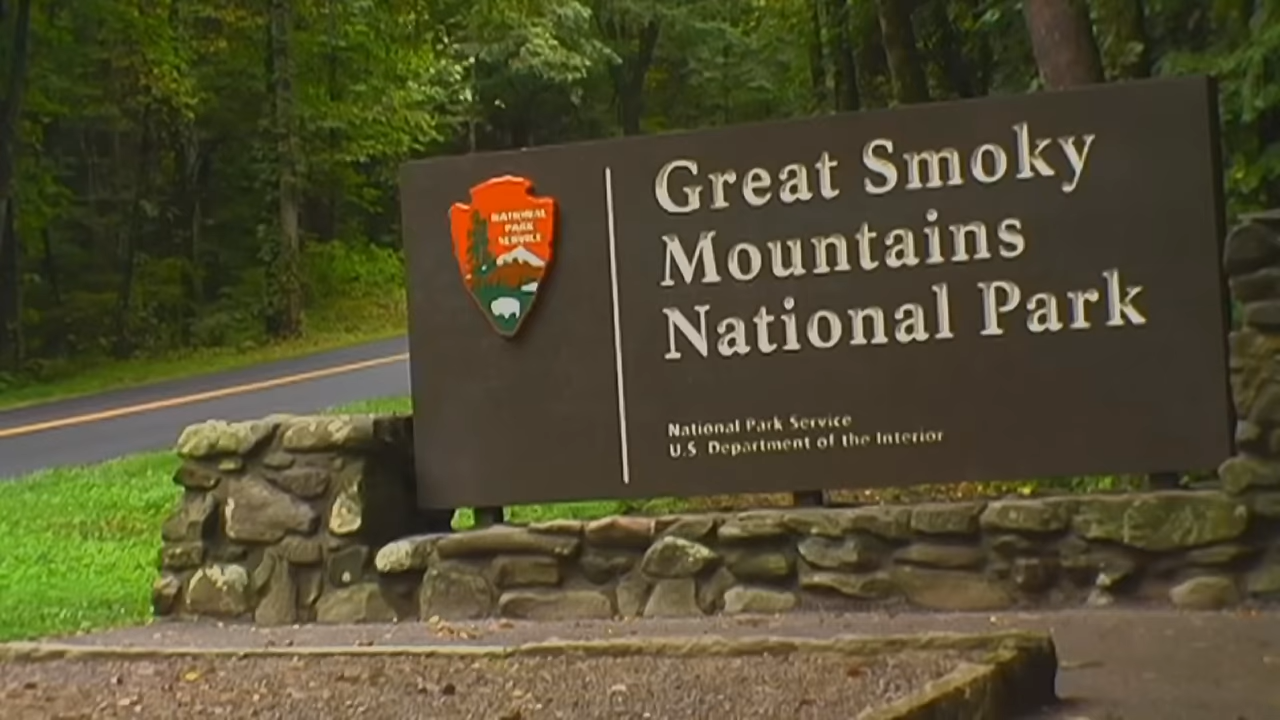 NATIONAL
PARK
SERVICE
Great Smoky
Mountains
National Park
National Park Service
U.S Department of the Interior